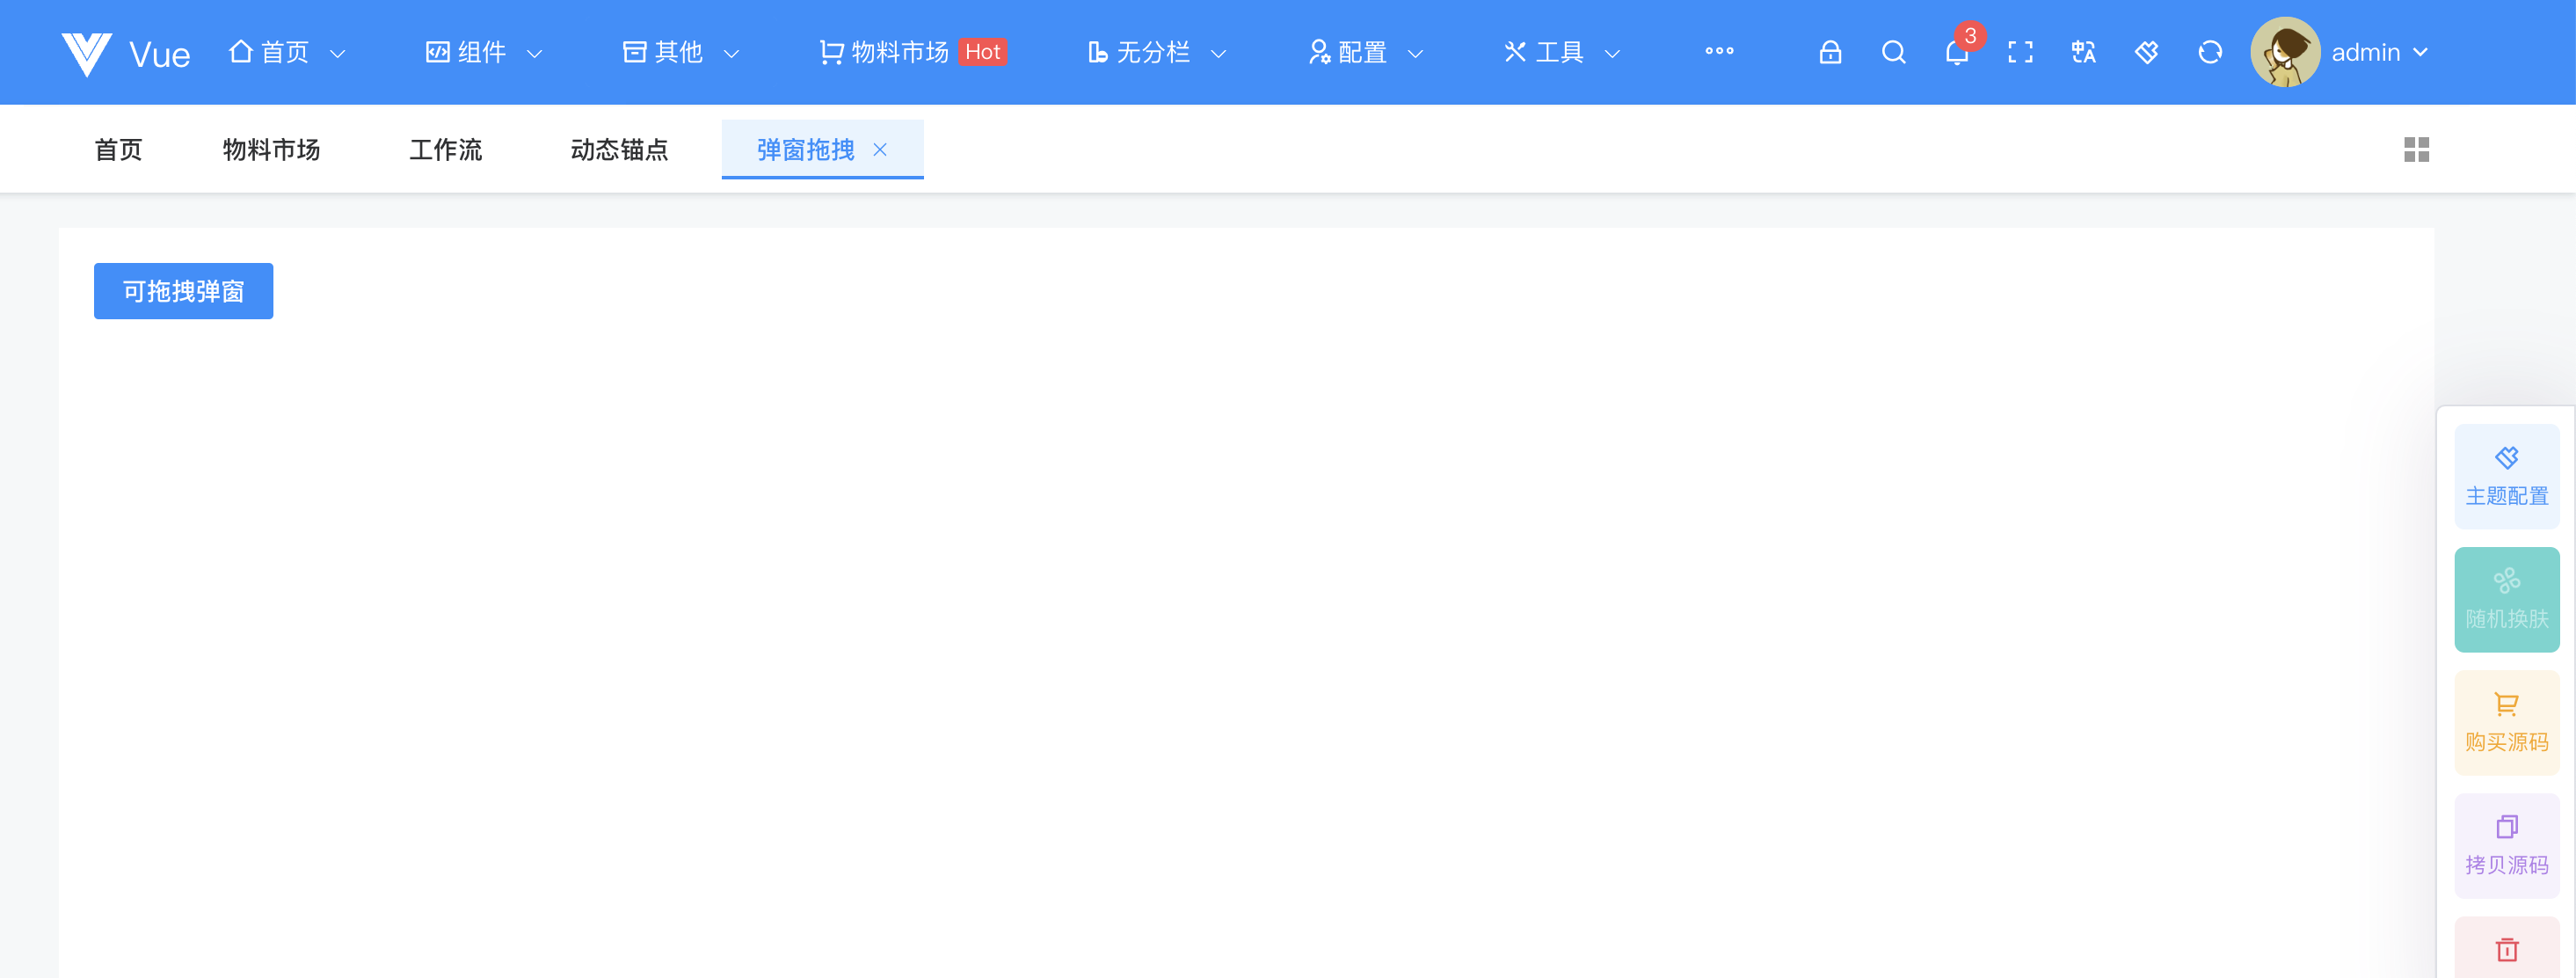 Vue 首页 组件 其他 物料市场 Hot 无分栏 配置 工具 3 admin
首页 物料市场 工作流 动态锚点 弹窗拖拽
可拖拽弹窗
主题配置
随机换肤
购买源码
拷贝源码